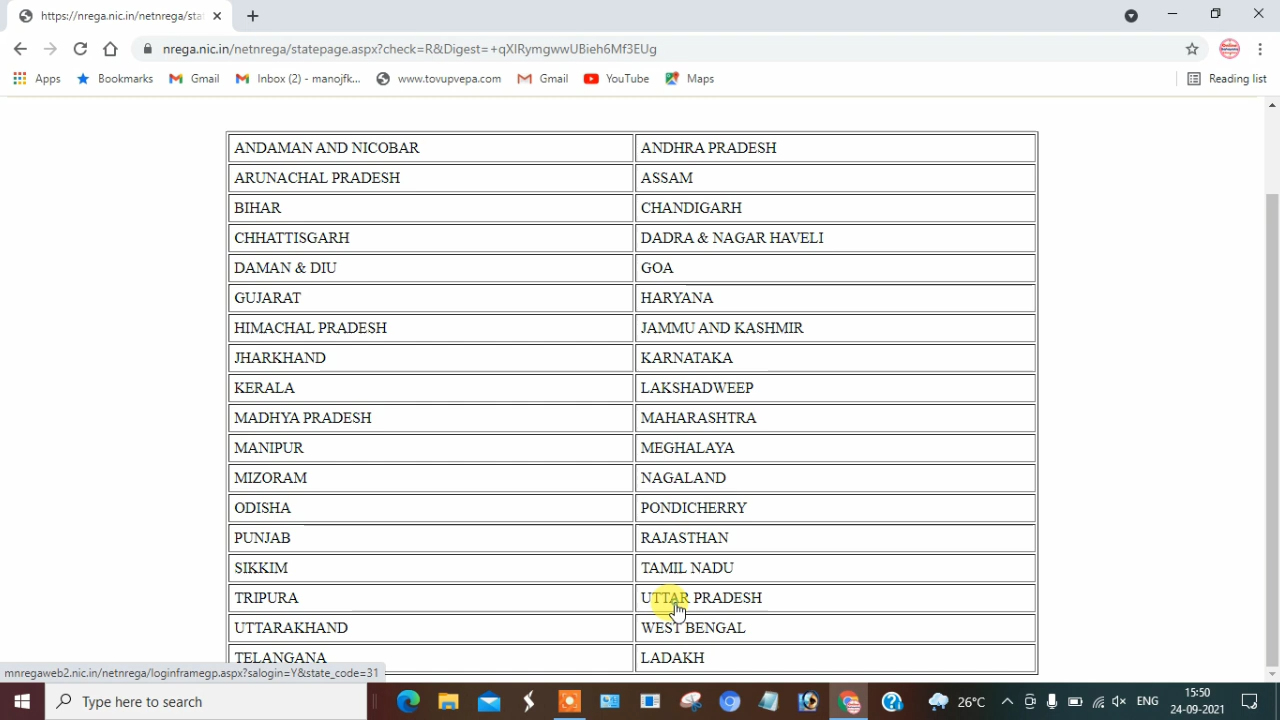 https://nrega.nic.in/netnrega/sta
nrega.nic.in/netnrega/statepage.aspx?check=R&Digest=+qXIRymgwwUBieh6Mf3EUg
Apps Bookmarks Gmail Inbox (2) - manojfk... www.tovupvepa.com Gmail YouTube Maps Reading list
ANDAMAN AND NICOBAR ANDHRA PRADESH
ARUNACHAL PRADESH ASSAM
BIHAR CHANDIGARH
CHHATTISGARH DADRA & NAGAR HAVELI
DAMAN & DIU GOA
GUJARAT HARYANA
HIMACHAL PRADESH JAMMU AND KASHMIR
JHARKHAND KARNATAKA
KERALA LAKSHADWEEP
MADHYA PRADESH MAHARASHTRA
MANIPUR MEGHALAYA
MIZORAM NAGALAND
ODISHA PONDICHERRY
PUNJAB RAJASTHAN
SIKKIM TAMIL NADU
TRIPURA UTTAR PRADESH
UTTARAKHAND WEST BENGAL
TELANGANA LADAKH
mnregaweb2.nic.in/netnrega/loginframegp.aspx?salogin=Y&state_code=31
Type here to search 26°C ENG 15:50
24-09-2021